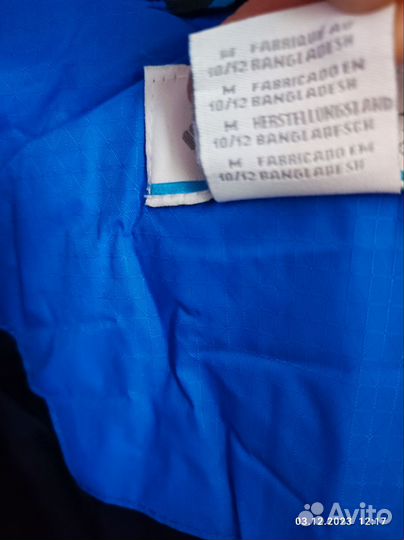 M FABRIQUÉ AU
10/12 BANGLADESH
M FABRICADO EN
10/12 BANGLADESH
M HERSTELLUNGSLAND
10/12 BANGLADESCH
M FABRICADO EM
10/12 BANGLADESH
03.12.2023 12:17
Avito